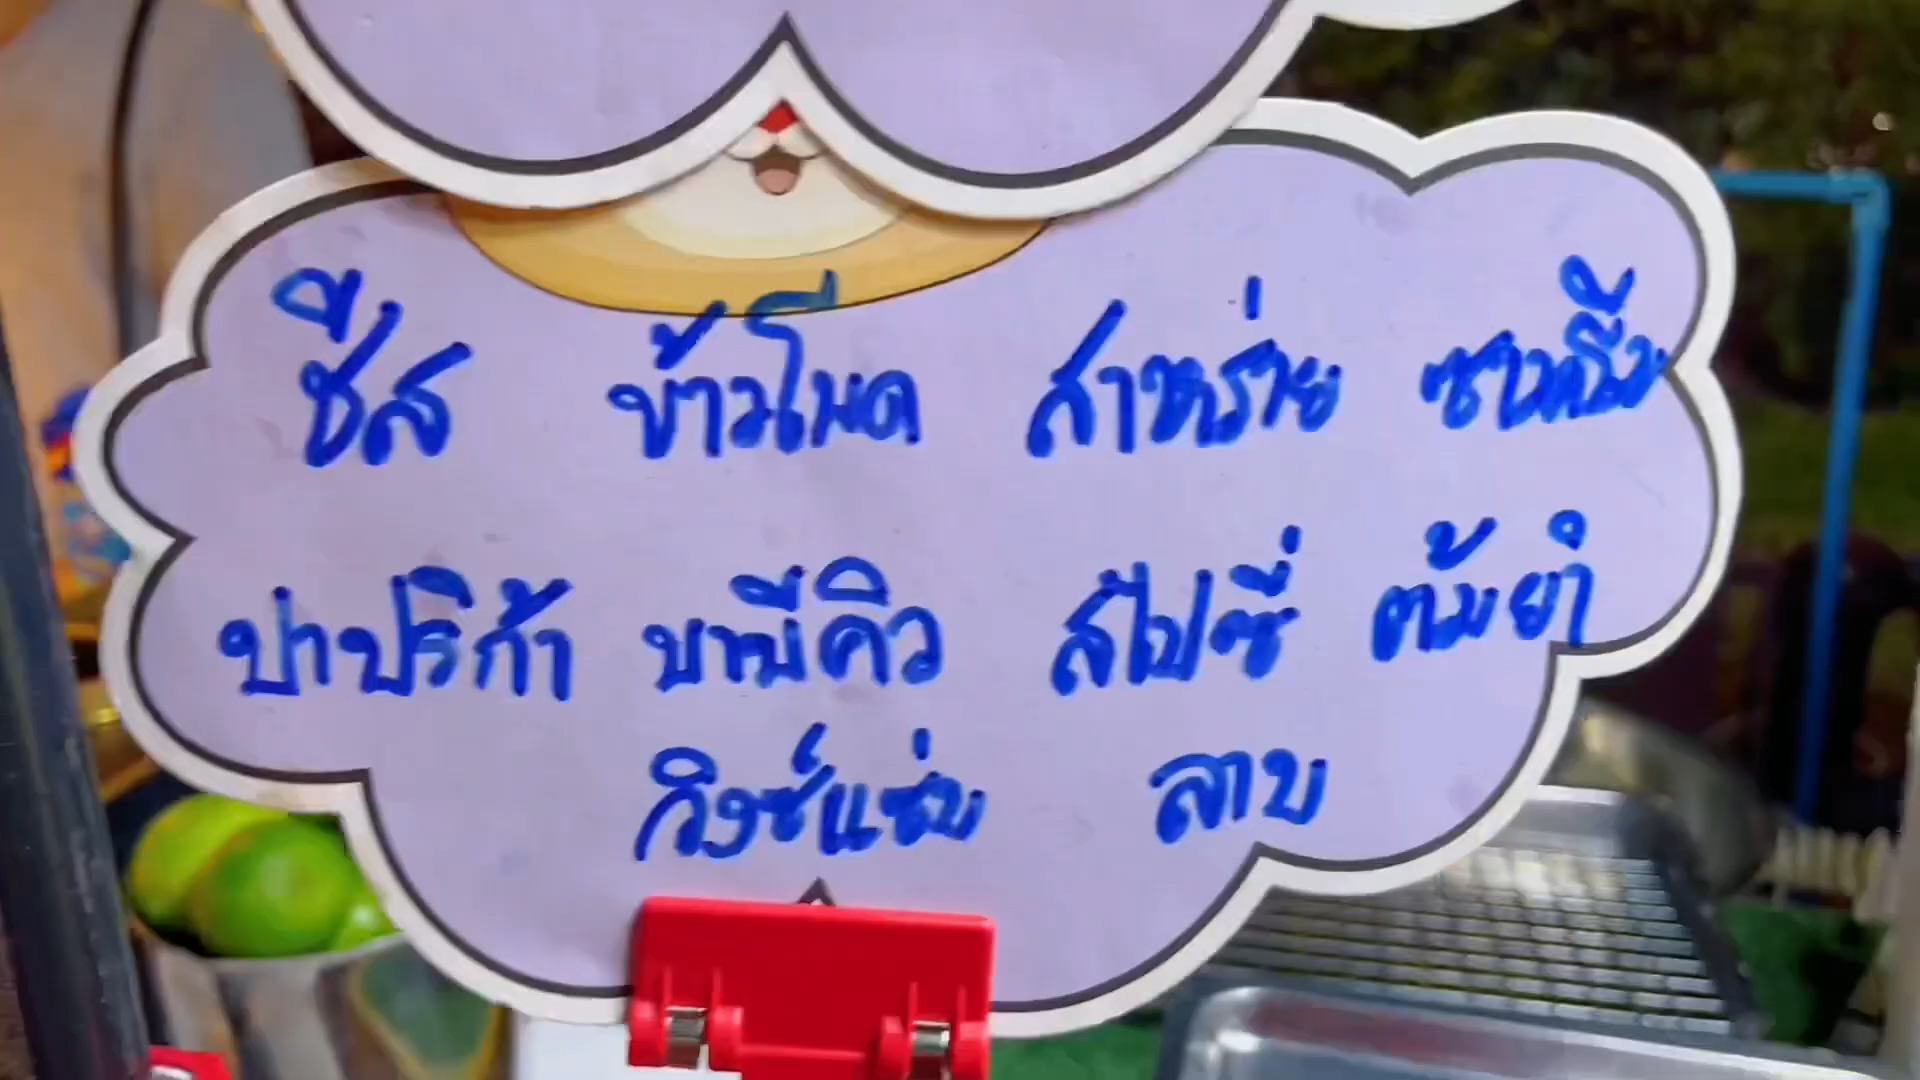 ชีส ข้าวโพด สาหร่าย ซาวครีม
ปาปริก้า บาบีคิว สไปซี่ ต้มยำ
วิงซ์แซ่บ ลาบ